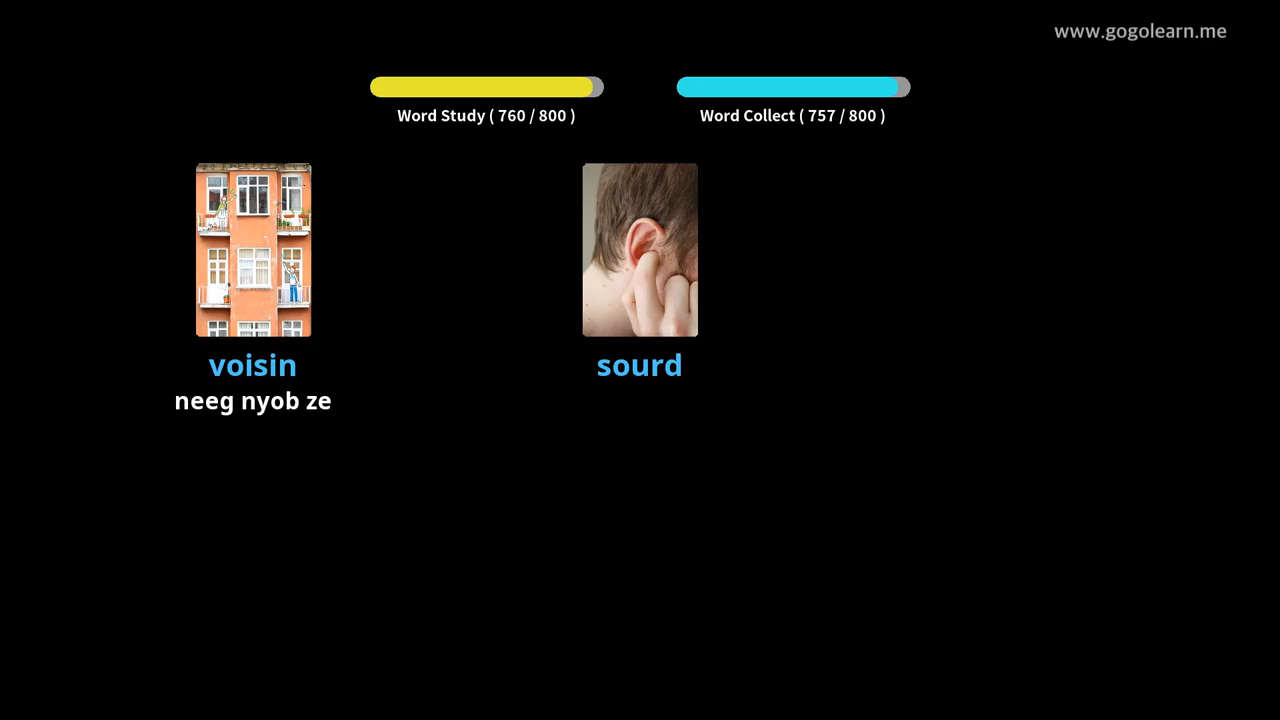 www.gogolearn.me
Word Study ( 760 / 800 )
Word Collect ( 757 / 800 )
voisin
sourd
neeg nyob ze